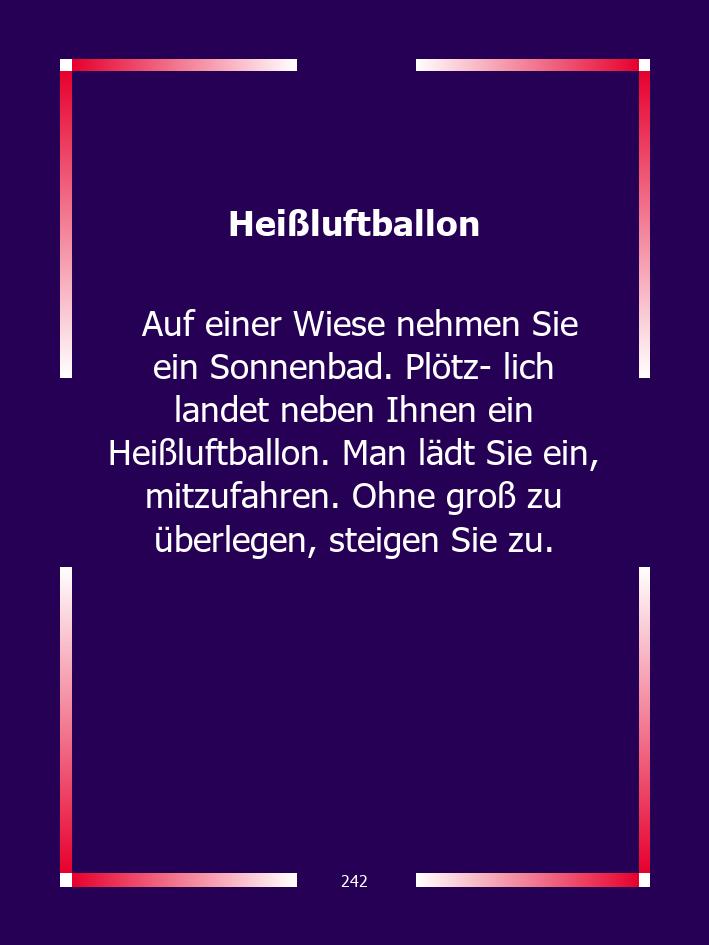 Heißluftballon
Auf einer Wiese nehmen Sie
ein Sonnenbad. Plötz- lich
landet neben Ihnen ein
Heißluftballon. Man lädt Sie ein,
mitzufahren. Ohne groß zu
überlegen, steigen Sie zu.
242